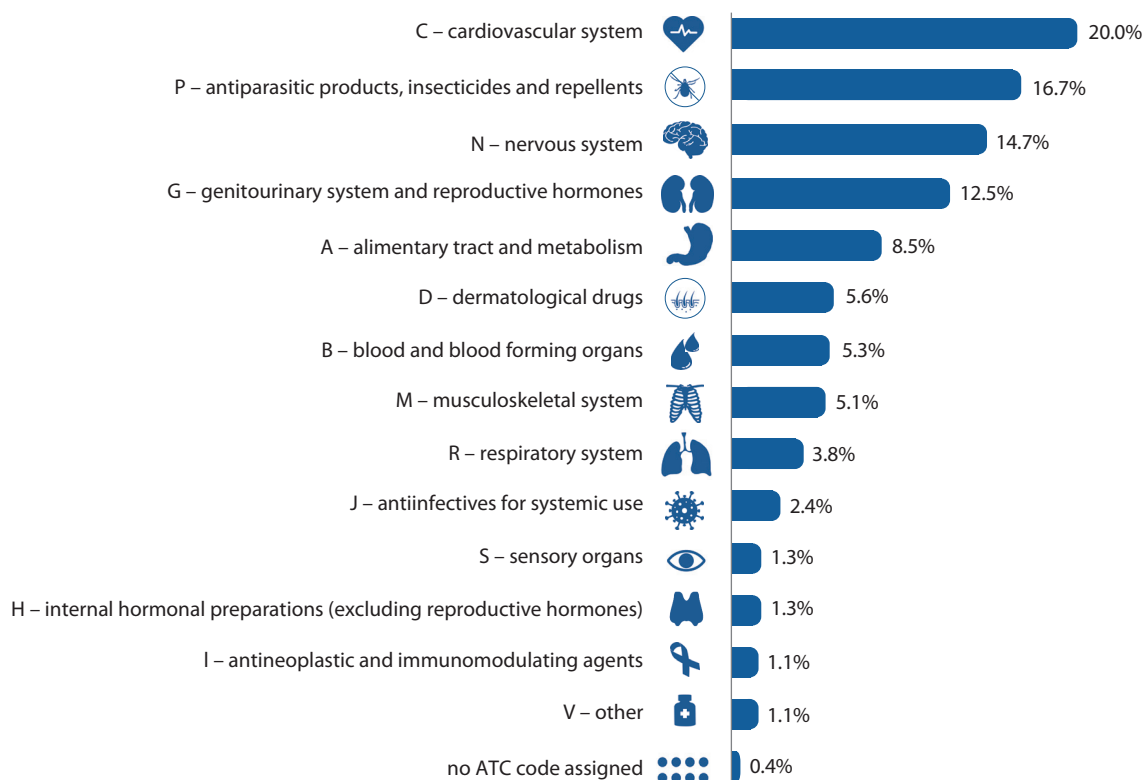 C – cardiovascular system 20.0%
P – antiparasitic products, insecticides and repellents 16.7%
N – nervous system 14.7%
G – genitourinary system and reproductive hormones 12.5%
A – alimentary tract and metabolism 8.5%
D – dermatological drugs 5.6%
B – blood and blood forming organs 5.3%
M – musculoskeletal system 5.1%
R – respiratory system 3.8%
J – antiinfectives for systemic use 2.4%
S – sensory organs 1.3%
H – internal hormonal preparations (excluding reproductive hormones) 1.3%
l – antineoplastic and immunomodulating agents 1.1%
V – other 1.1%
no ATC code assigned 0.4%